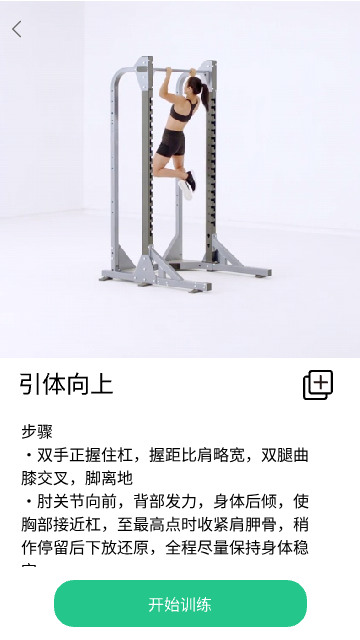 引体向上
步骤
·双手正握住杠，握距比肩略宽，双腿曲
膝交叉，脚离地
·肘关节向前，背部发力，身体后倾，使
胸部接近杠，至最高点时收紧肩胛骨，稍
作停留后下放还原，全程尽量保持身体稳
开始训练